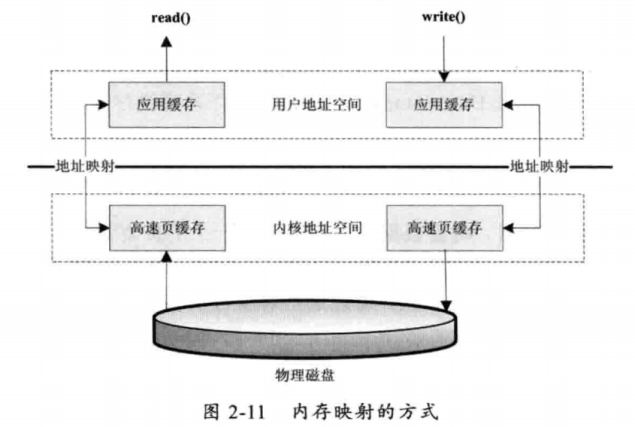 read() write()
应用缓存 用户地址空间 应用缓存
地址映射 地址映射
高速页缓存 内核地址空间 高速页缓存
物理磁盘
图 2-11 内存映射的方式